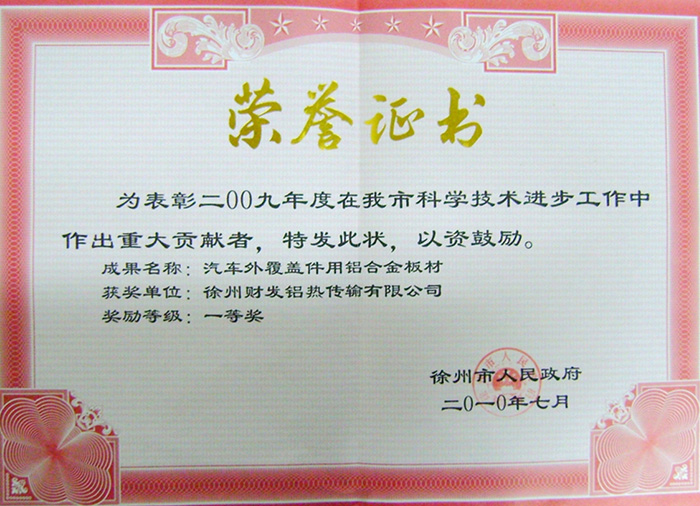 荣誉证书
为表彰二00九年度在我市科学技术进步工作中
作出重大贡献者，特发此状，以资鼓励。
成果名称：汽车外覆盖件用铝合金板材
获奖单位：徐州财发铝热传输有限公司
奖励等级：一等奖
徐州市人民政府
二0一0年七月